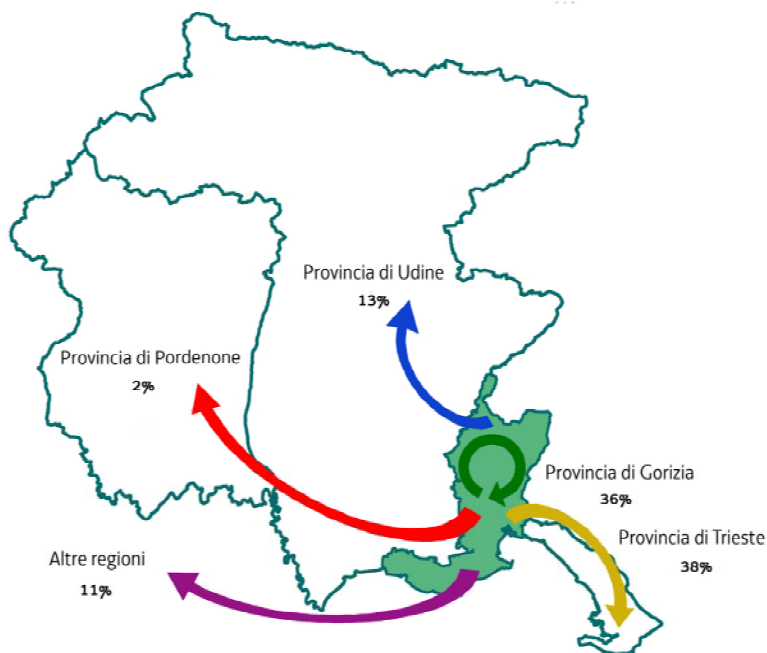 Provincia di Udine
13%
Provincia di Pordenone
2%
Provincia di Gorizia
36%
Provincia di Trieste
38%
Altre regioni
11%